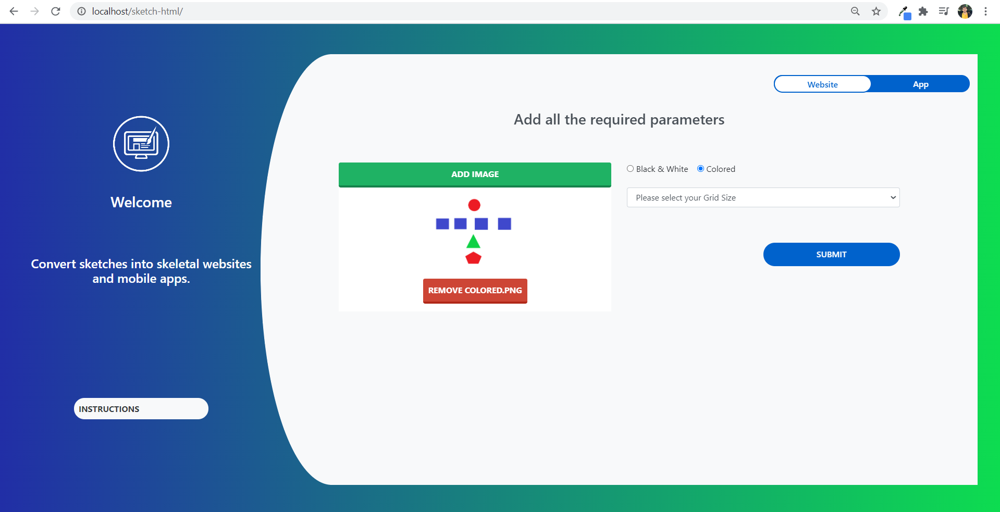 localhost/sketch-html/
Website
App
Add all the required parameters
ADD IMAGE
Black & White
Colored
Please select your Grid Size
SUBMIT
REMOVE COLORED.PNG
Welcome
Convert sketches into skeletal websites
and mobile apps.
INSTRUCTIONS